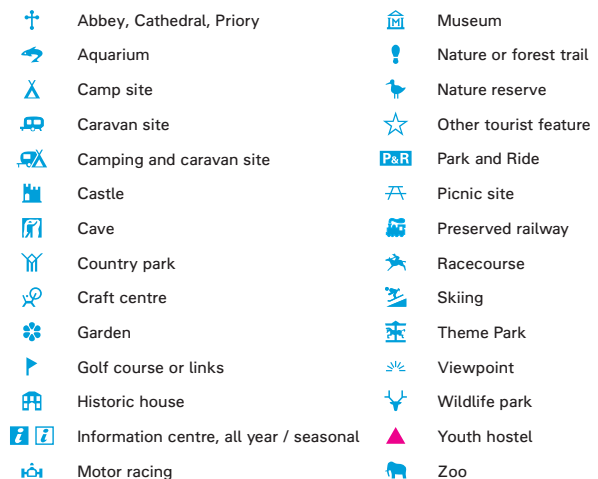 Abbey, Cathedral, Priory
Aquarium
Camp site
Caravan site
Camping and caravan site
Castle
Cave
Country park
Craft centre
Garden
Golf course or links
Historic house
i i Information centre, all year / seasonal
Motor racing
M Museum
Nature or forest trail
Nature reserve
Other tourist feature
P&R Park and Ride
Picnic site
Preserved railway
Racecourse
Skiing
Theme Park
Viewpoint
Wildlife park
Youth hostel
Zoo